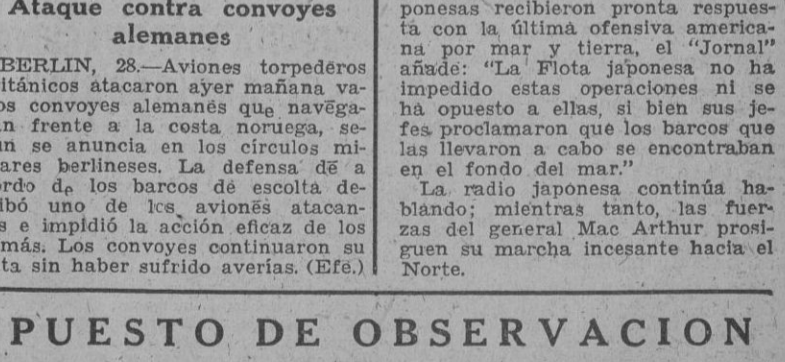 Ataque contra convoyes
alemanes
BERLIN, 28.—Aviones torpederos
itánicos atacaron ayer mañana va-
os convoyes alemanes que navega-
n frente a la costa noruega, se-
ún se anuncia en los círculos mi-
ares berlineses. La defensa de a
ordo de los barcos de escolta de-
ibó uno de los aviones atacan-
s e impidió la acción eficaz de los
más. Los convoyes continuaron su
ta sin haber sufrido averías. (Efe.)
ponesas recibieron pronta respues-
ta con la última ofensiva america-
na por mar y tierra, el "Jornal"
añade: "La Flota japonesa no ha
impedido estas operaciones ni se
ha opuesto a ellas, si bien sus je-
fes proclamaron que los barcos que
las llevaron a cabo se encontraban
en el fondo del mar."
La radio japonesa continúa ha-
blando; mientras tanto, las fuer-
zas del general Mac Arthur prosi-
guen su marcha incesante hacia el
Norte.
PUESTO DE OBSERVACION